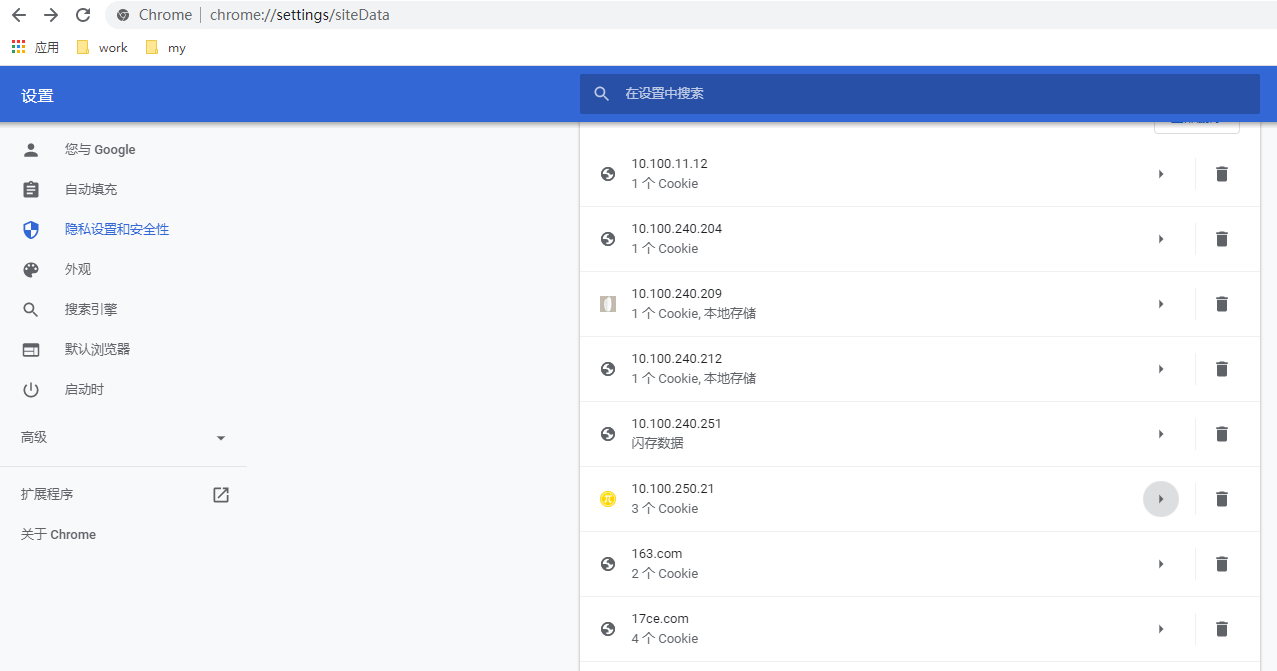 Chrome | chrome://settings/siteData
应用 work my
设置
在设置中搜索
您与 Google
自动填充
隐私设置和安全性
外观
搜索引擎
默认浏览器
启动时
高级
扩展程序
关于 Chrome
10.100.11.12
1 个 Cookie
10.100.240.204
1 个 Cookie
10.100.240.209
1 个 Cookie, 本地存储
10.100.240.212
1 个 Cookie, 本地存储
10.100.240.251
闪存数据
10.100.250.21
3 个 Cookie
163.com
2 个 Cookie
17ce.com
4 个 Cookie